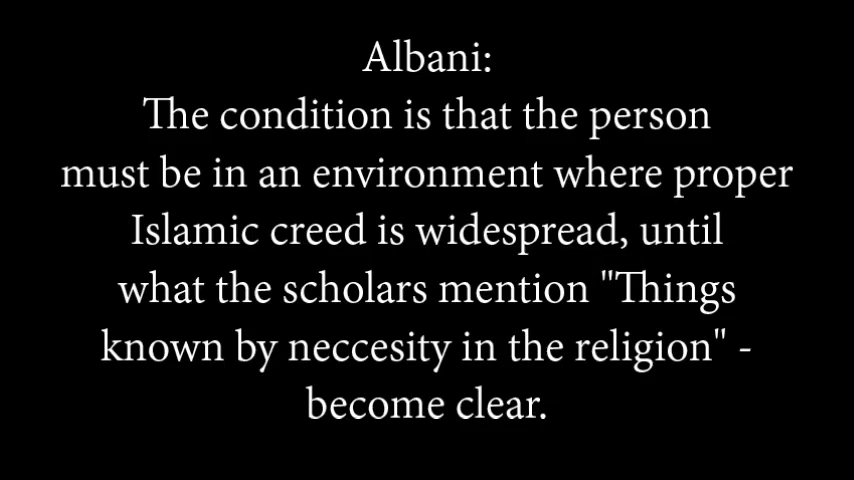 Albani:
The condition is that the person
must be in an environment where proper
Islamic creed is widespread, until
what the scholars mention "Things
known by neccesity in the religion" -
become clear.